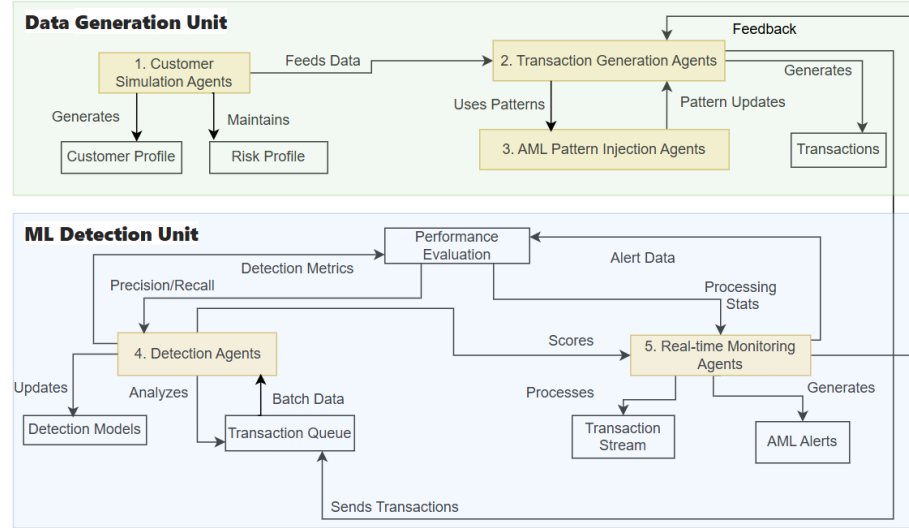 Data Generation Unit
Feedback
1. Customer
Simulation Agents
Feeds Data
2. Transaction Generation Agents
Generates
Generates
Maintains
Uses Patterns
Pattern Updates
Customer Profile
Risk Profile
3. AML Pattern Injection Agents
Transactions
ML Detection Unit
Performance
Evaluation
Detection Metrics
Alert Data
Precision/Recall
Processing
Stats
4. Detection Agents
Scores
5. Real-time Monitoring
Agents
Updates
Analyzes
Batch Data
Processes
Generates
Detection Models
Transaction Queue
Transaction
Stream
AML Alerts
Sends Transactions